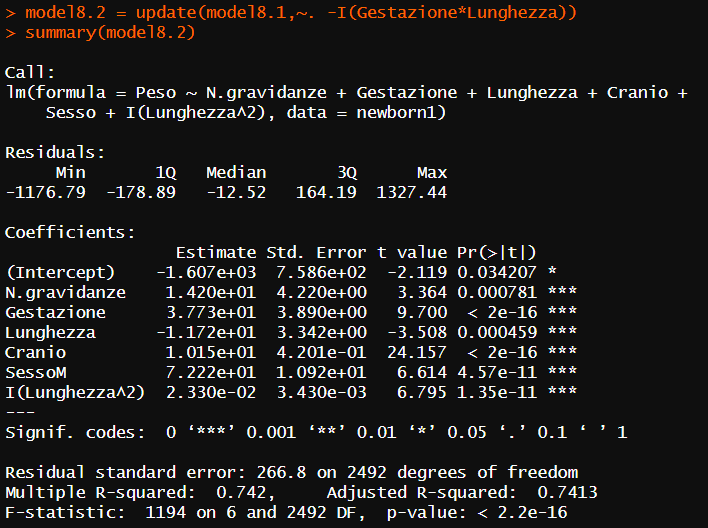 > model8.2 = update(model8.1,~. -I(Gestazione*Lunghezza))
> summary(model8.2)
Call:
lm(formula = Peso ~ N.gravidanze + Gestazione + Lunghezza + Cranio +
    Sesso + I(Lunghezza^2), data = newborn1)
Residuals:
     Min       1Q   Median       3Q      Max
-1176.79  -178.89   -12.52   164.19  1327.44
Coefficients:
                 Estimate Std. Error t value Pr(>|t|)
(Intercept)    -1.607e+03  7.586e+02  -2.119 0.034207 *
N.gravidanze    1.420e+01  4.220e+00   3.364 0.000781 ***
Gestazione      3.773e+01  3.890e+00   9.700  < 2e-16 ***
Lunghezza      -1.172e+01  3.342e+00  -3.508 0.000459 ***
Cranio          1.015e+01  4.201e-01  24.157  < 2e-16 ***
SessoM          7.222e+01  1.092e+01   6.614 4.57e-11 ***
I(Lunghezza^2)  2.330e-02  3.430e-03   6.795 1.35e-11 ***
---
Signif. codes:  0 ‘***’ 0.001 ‘**’ 0.01 ‘*’ 0.05 ‘.’ 0.1 ‘ ’ 1
Residual standard error: 266.8 on 2492 degrees of freedom
Multiple R-squared:  0.742,	Adjusted R-squared:  0.7413
F-statistic:  1194 on 6 and 2492 DF,  p-value: < 2.2e-16